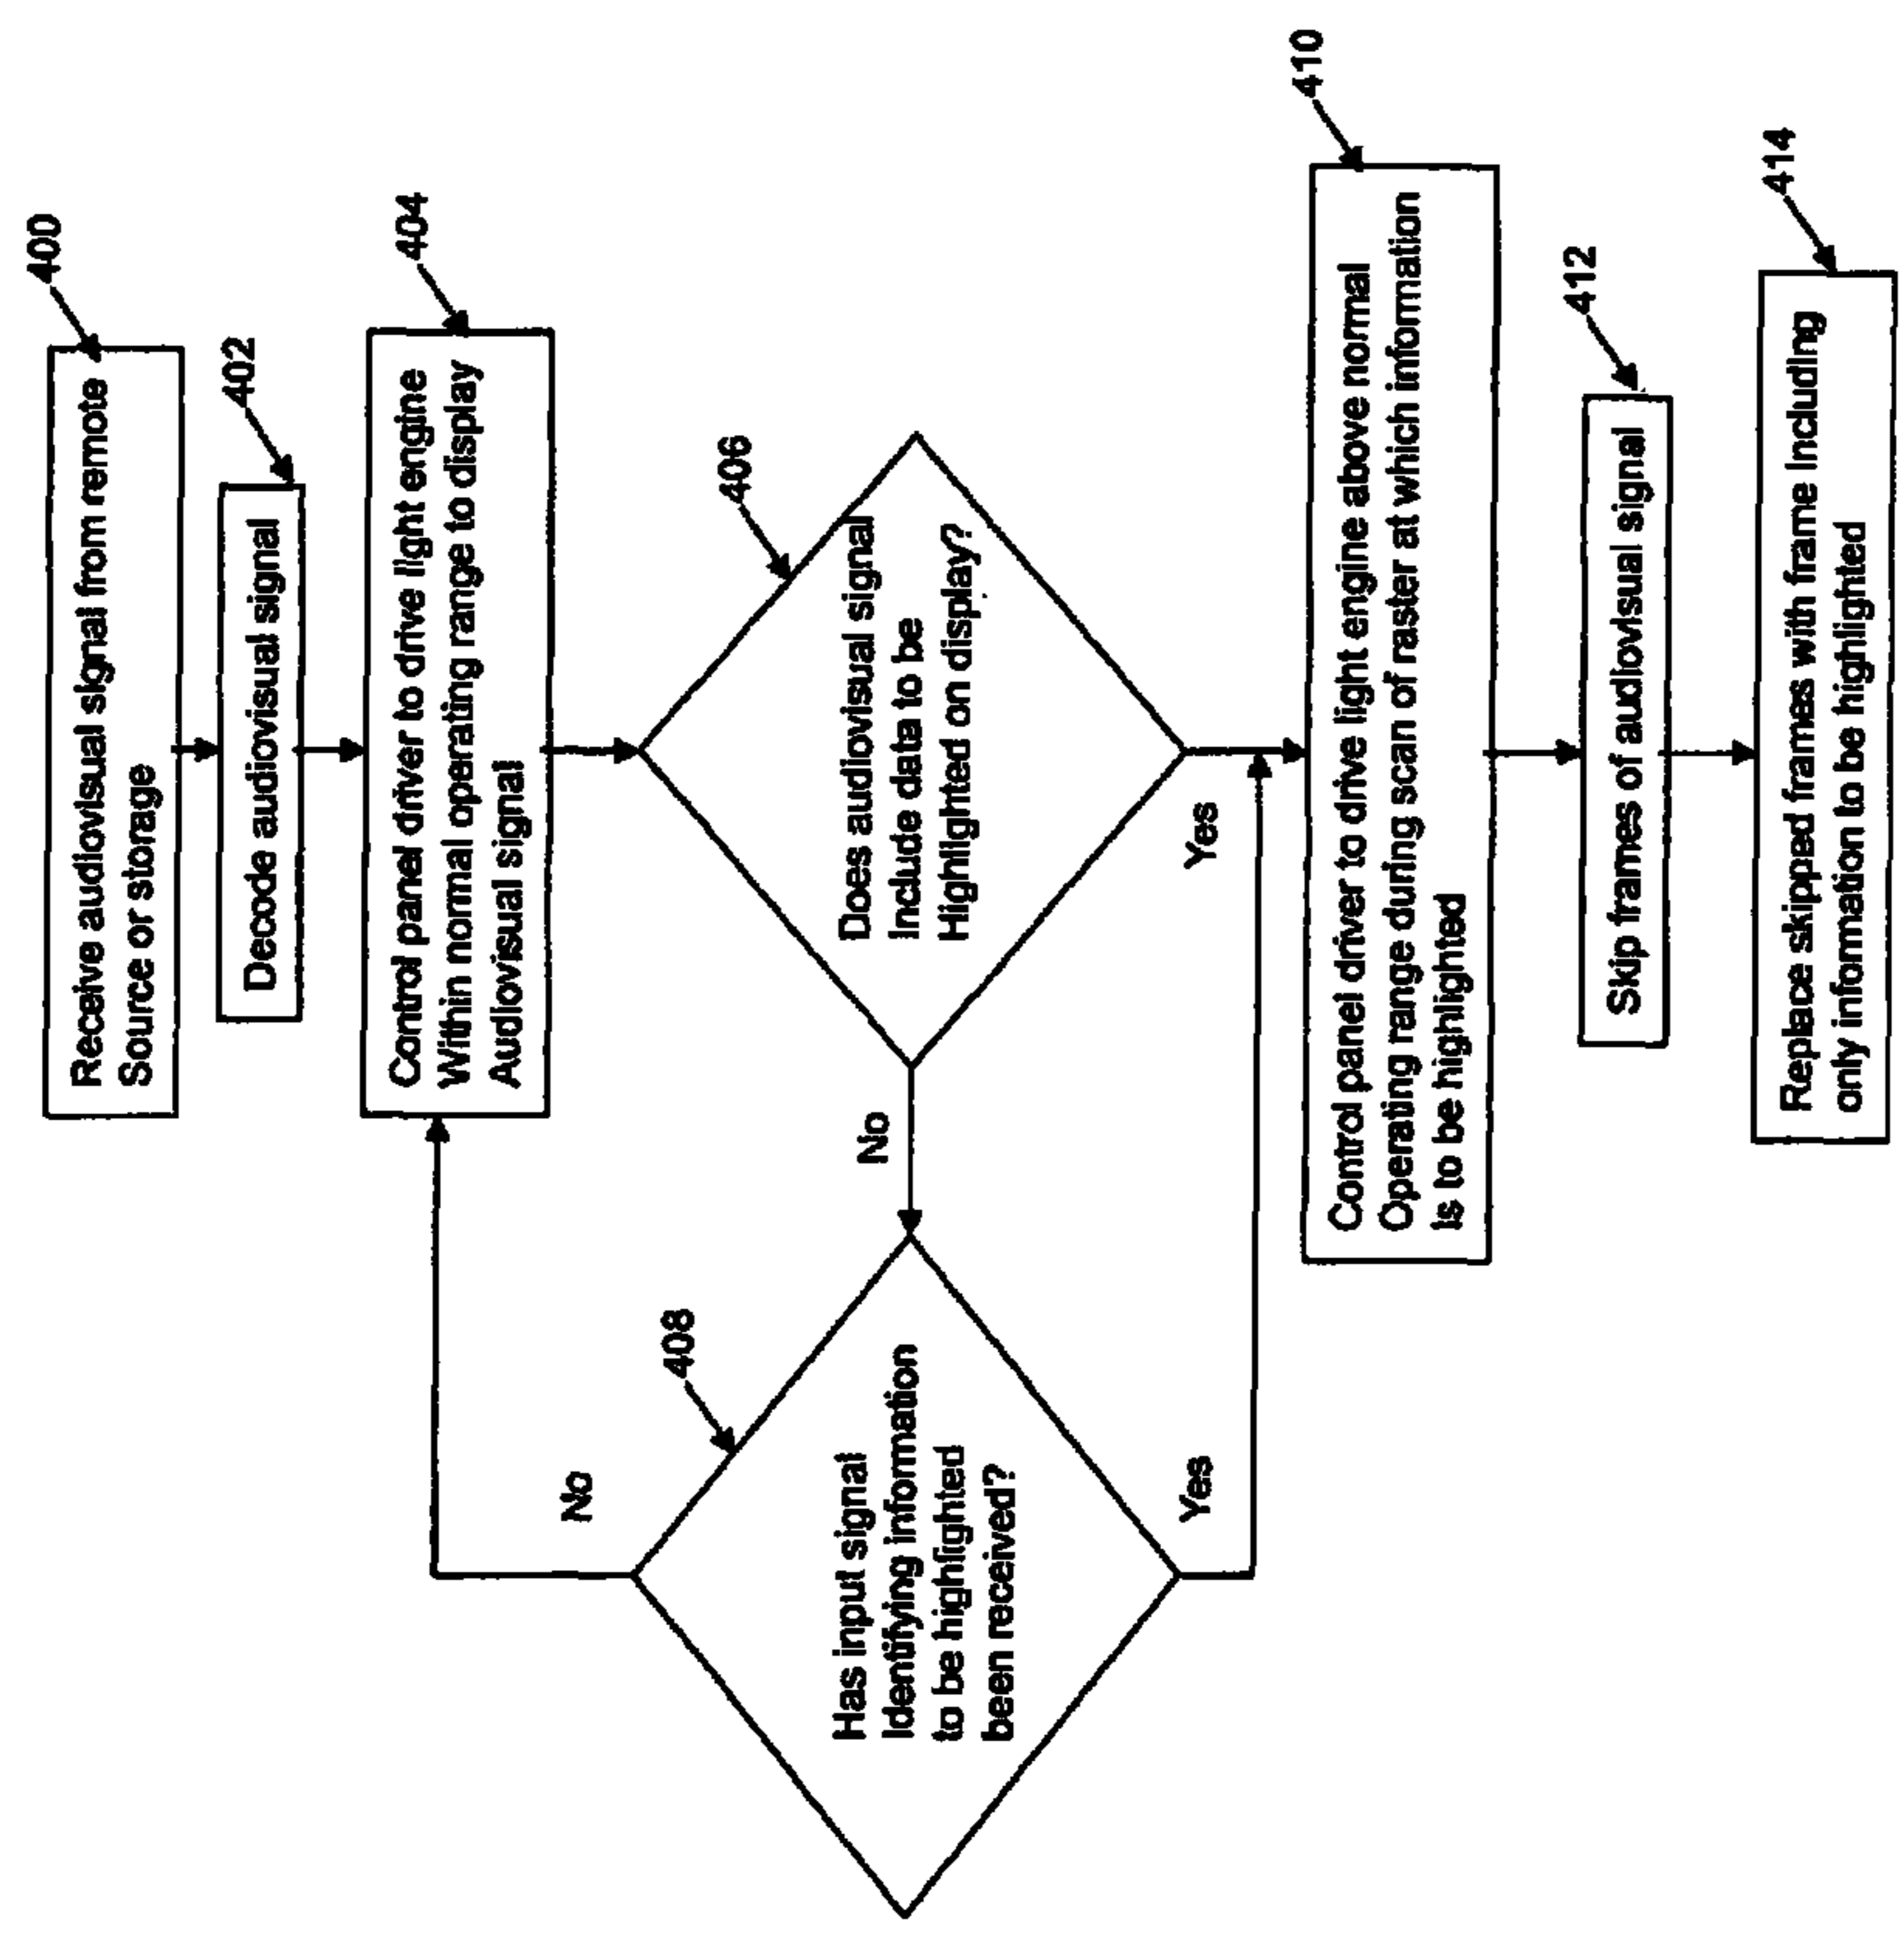 400
Receive audiovisual signal from remote
Source or storage
402
Decode audiovisual signal
404
Control panel driver to drive light engine
Within normal operating range to display
Audiovisual signal
406
Does audiovisual signal
Include data to be
Highlighted on display?
No
Yes
408
Has input signal
Identifying information
to be highlighted
been received?
No
Yes
410
Control panel driver to drive light engine above normal
Operating range during scan of raster at which information
Is to be highlighted
412
Skip frames of audiovisual signal
414
Replace skipped frames with frame Including
only information to be highlighted